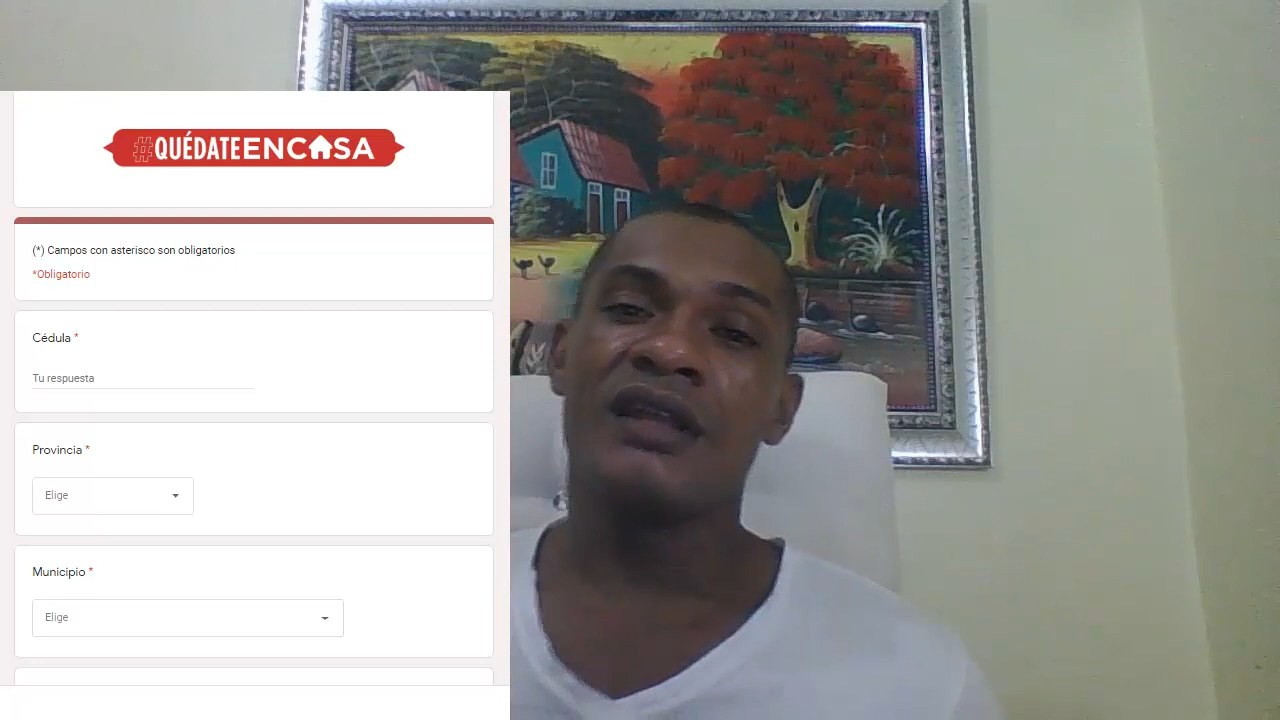 #QUÉDATEENCASA
(*) Campos con asterisco son obligatorios
*Obligatorio
Cédula *
Tu respuesta
Provincia *
Elige
Municipio *
Elige